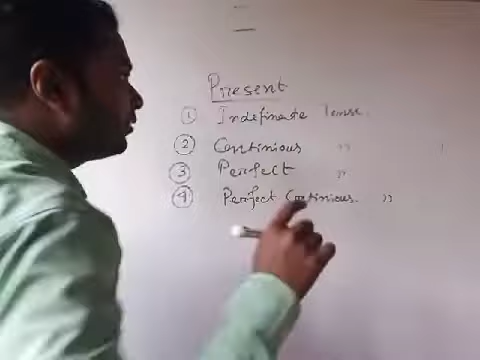 Present
① Indefinate Tense.
② Continious "
③ Perfect "
④ Perfect Continious. "